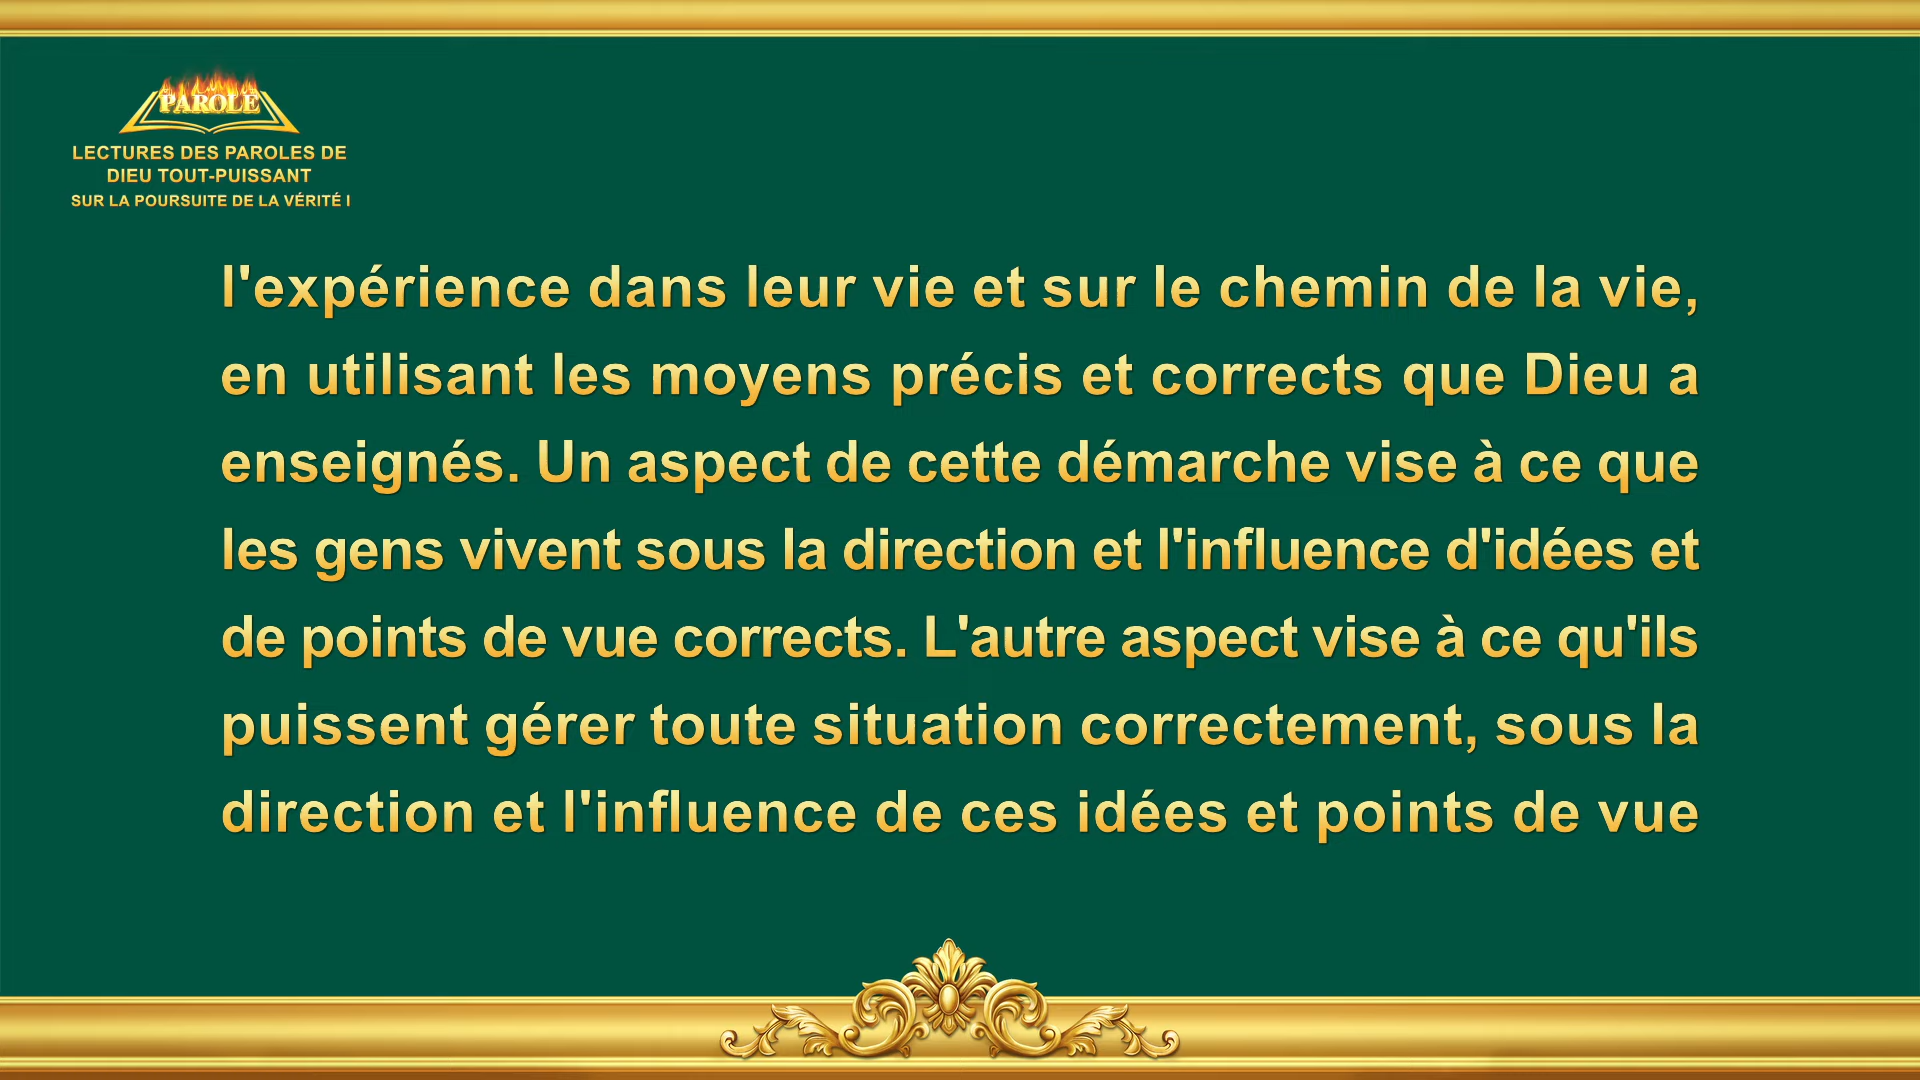 PAROLE
LECTURES DES PAROLES DE
DIEU TOUT-PUISSANT
SUR LA POURSUITE DE LA VÉRITÉ I
l'expérience dans leur vie et sur le chemin de la vie,
en utilisant les moyens précis et corrects que Dieu a
enseignés. Un aspect de cette démarche vise à ce que
les gens vivent sous la direction et l'influence d'idées et
de points de vue corrects. L'autre aspect vise à ce qu'ils
puissent gérer toute situation correctement, sous la
direction et l'influence de ces idées et points de vue